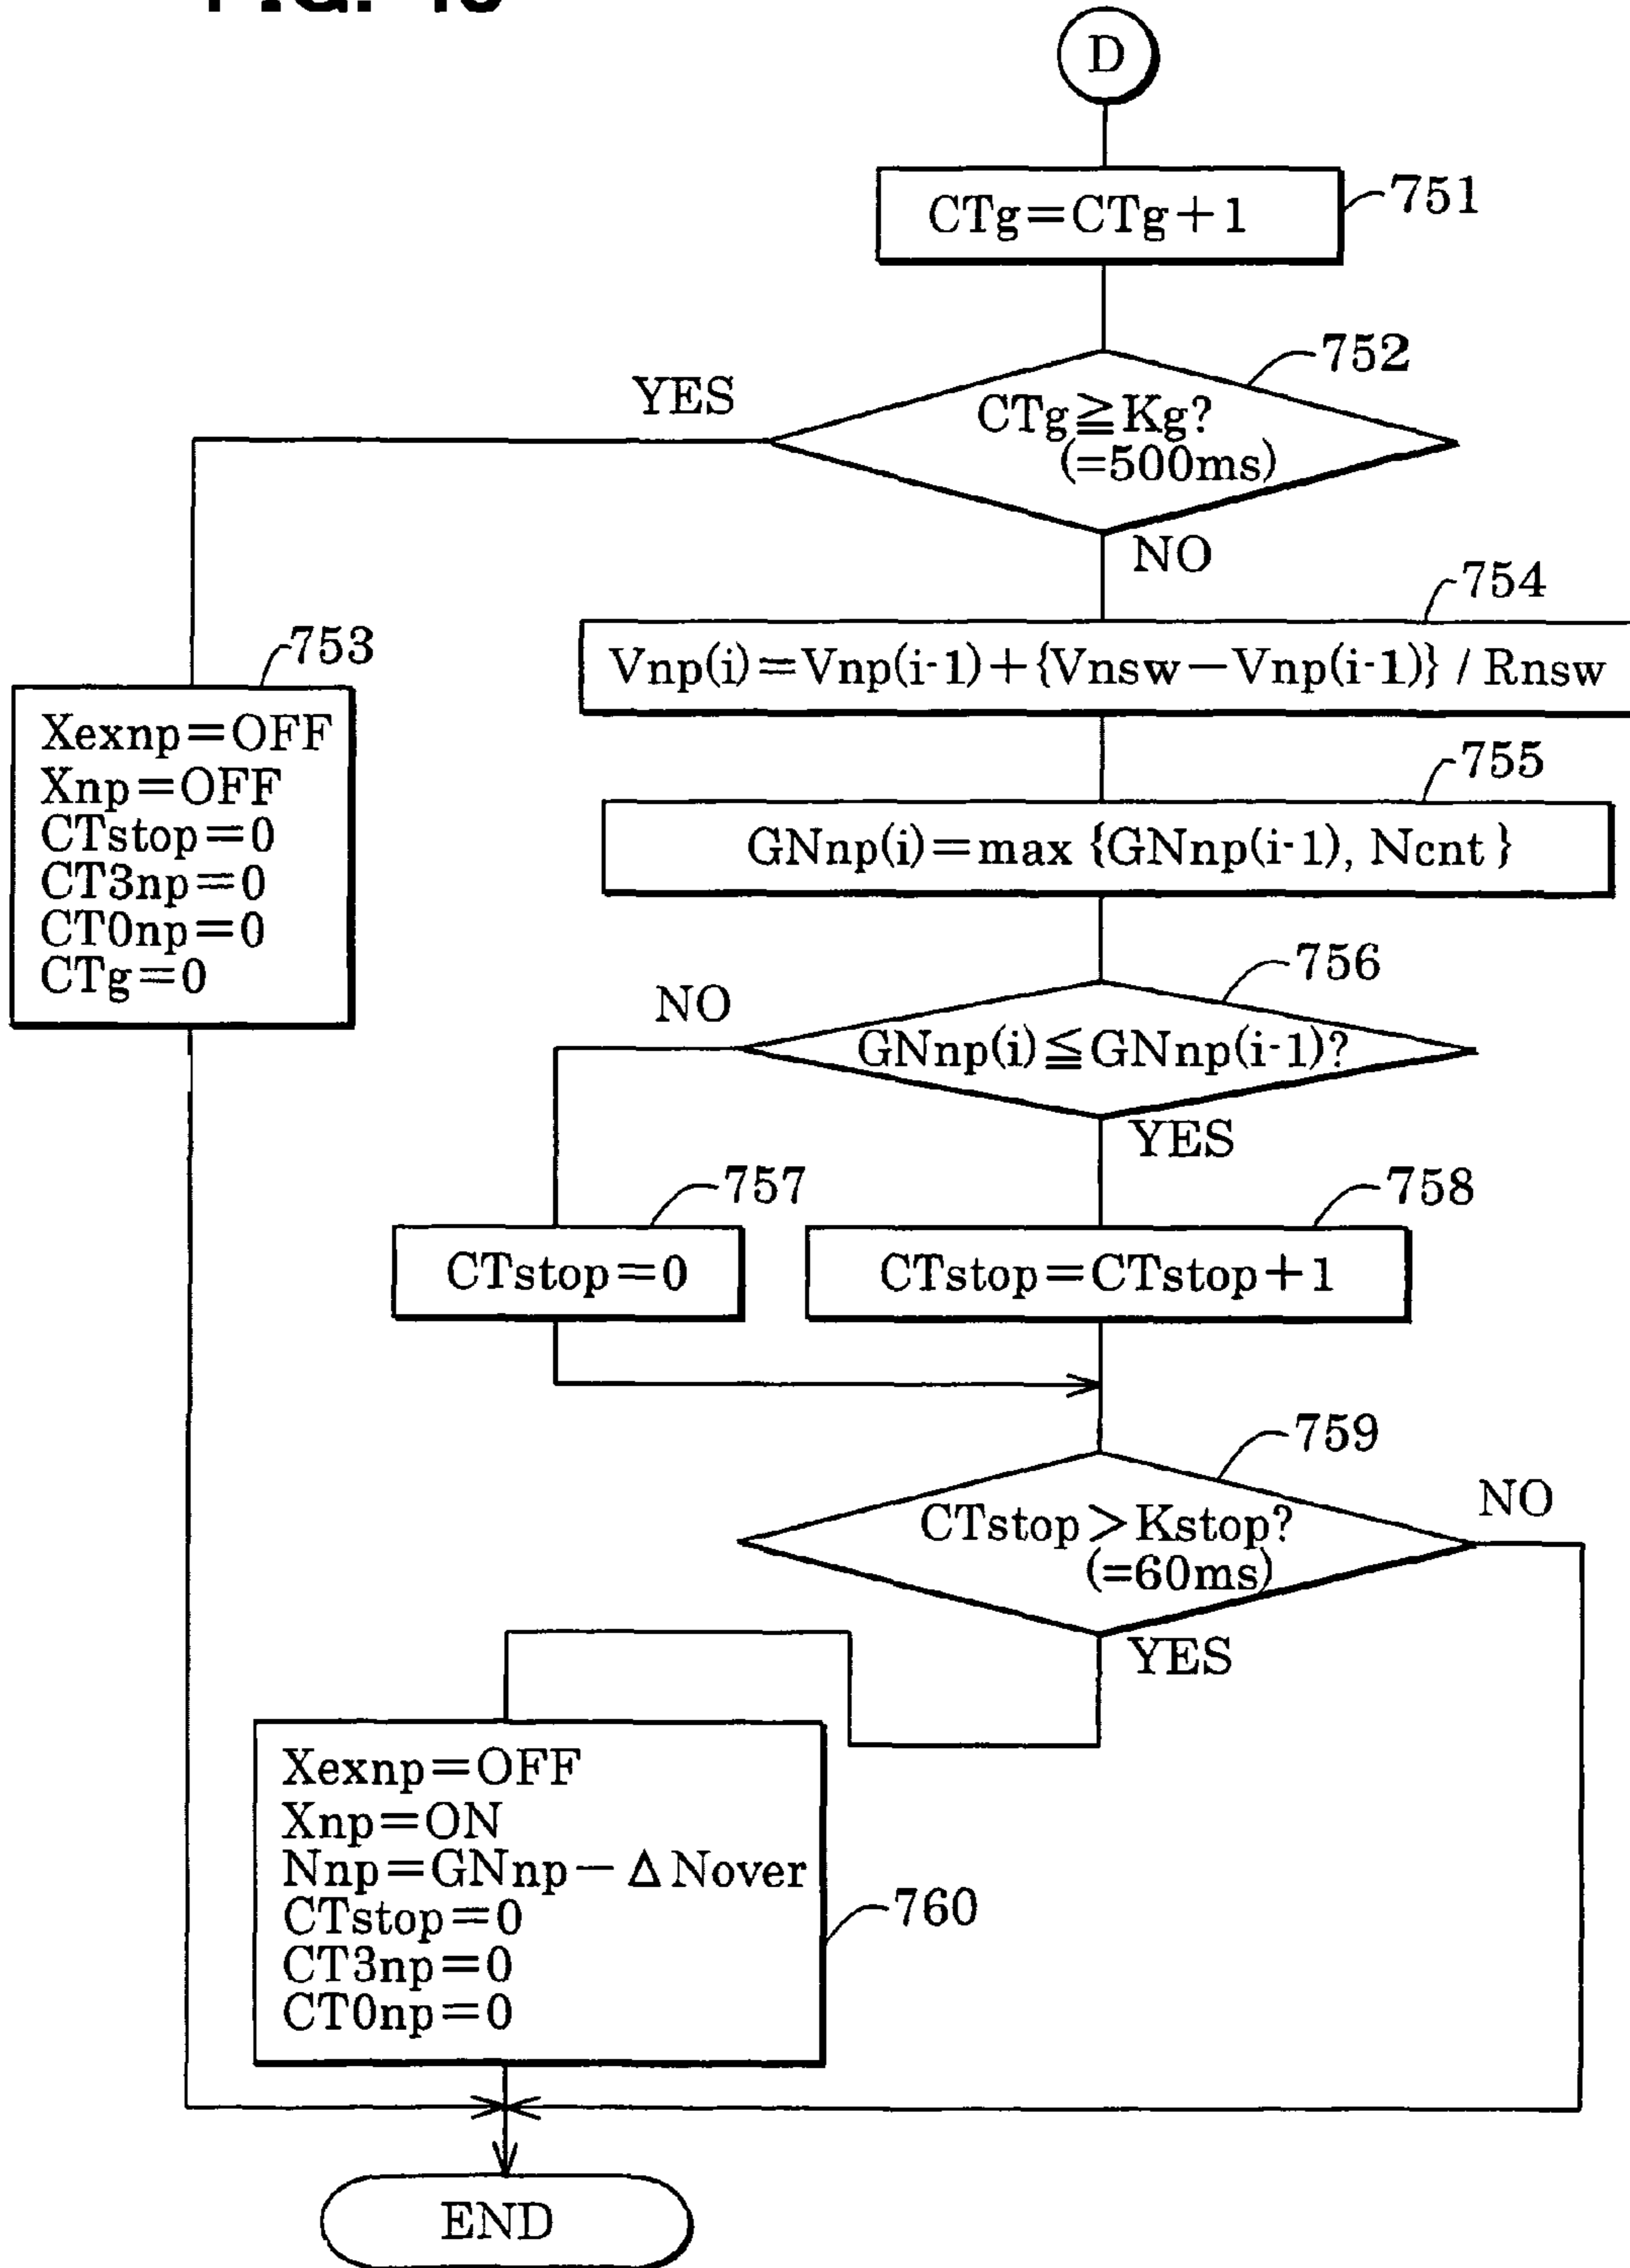 D
CTg=CTg+1
751
752
YES
CTg≧Kg?
(=500ms)
NO
754
Vnp(i)=Vnp(i-1)+{Vnsw-Vnp(i-1)} / Rnsw
753
Xexnp=OFF
Xnp=OFF
CTstop=0
CT3np=0
CT0np=0
CTg=0
755
GNnp(i)=max {GNnp(i-1), Ncnt }
756
NO
GNnp(i)≦GNnp(i-1)?
YES
757
CTstop=0
758
CTstop=CTstop+1
759
CTstop>Kstop?
(=60ms)
NO
YES
Xexnp=OFF
Xnp=ON
Nnp=GNnp-ΔNover
CTstop=0
CT3np=0
CT0np=0
760
END